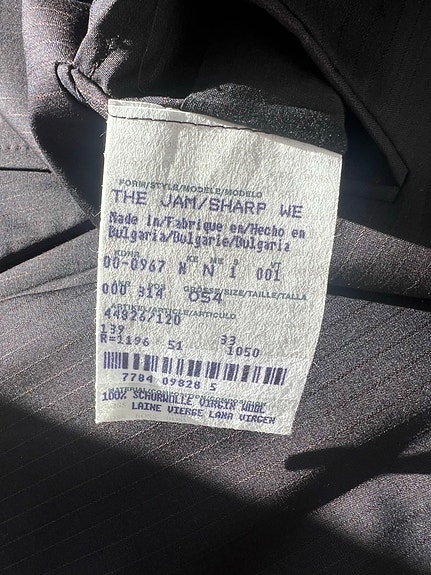 FORM/STYLE/MODELE/MODELO
THE JAM/SHARP WE
Made in/Fabrique en/Hecho en
Bulgaria/Bulgarie/Bulgaria
KDNR
00-0967 N N 1 001
000 314 GROESSE/SIZE/TAILLE/TALLA
054
ARTIKEL/ARTICLE/ARTICULO
44826/120
139 33
R=1196 51 1050
7784 09828 5
100% SCHURWOLLE VIRGIN WOOL
LAINE VIERGE LANA VIRGEN